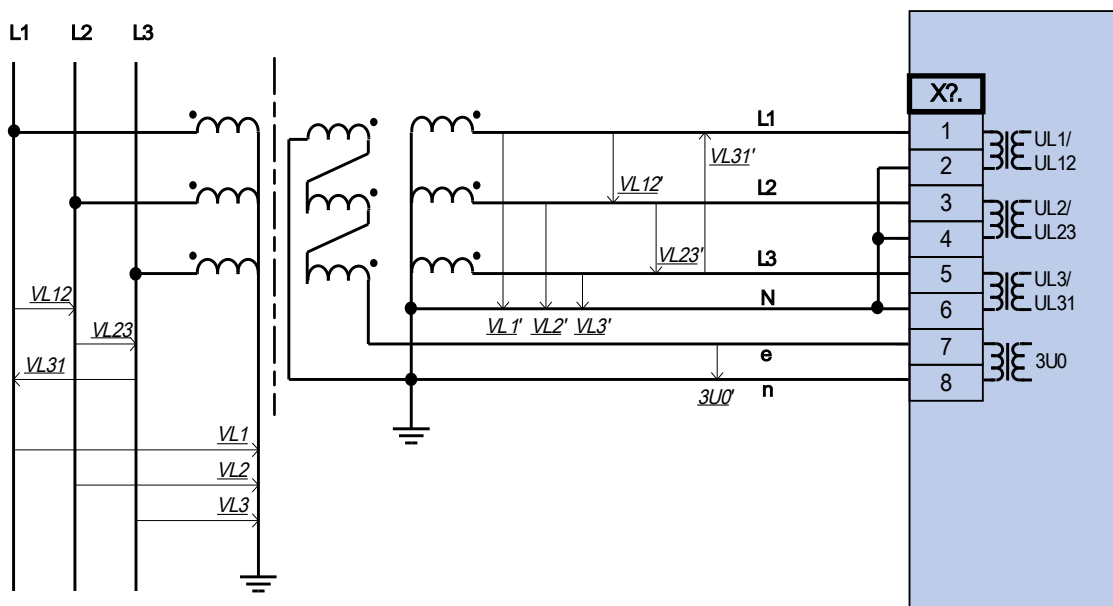 L1 L2 L3
X?.
L1
1
UL1/
UL12
VL31'
2
VL12'
L2
3
UL2/
UL23
4
VL23'
L3
5
UL3/
UL31
N
6
VL12
VL1' VL2' VL3'
VL23
7
e
3U0
VL31
n
8
3U0'
VL1
VL2
VL3